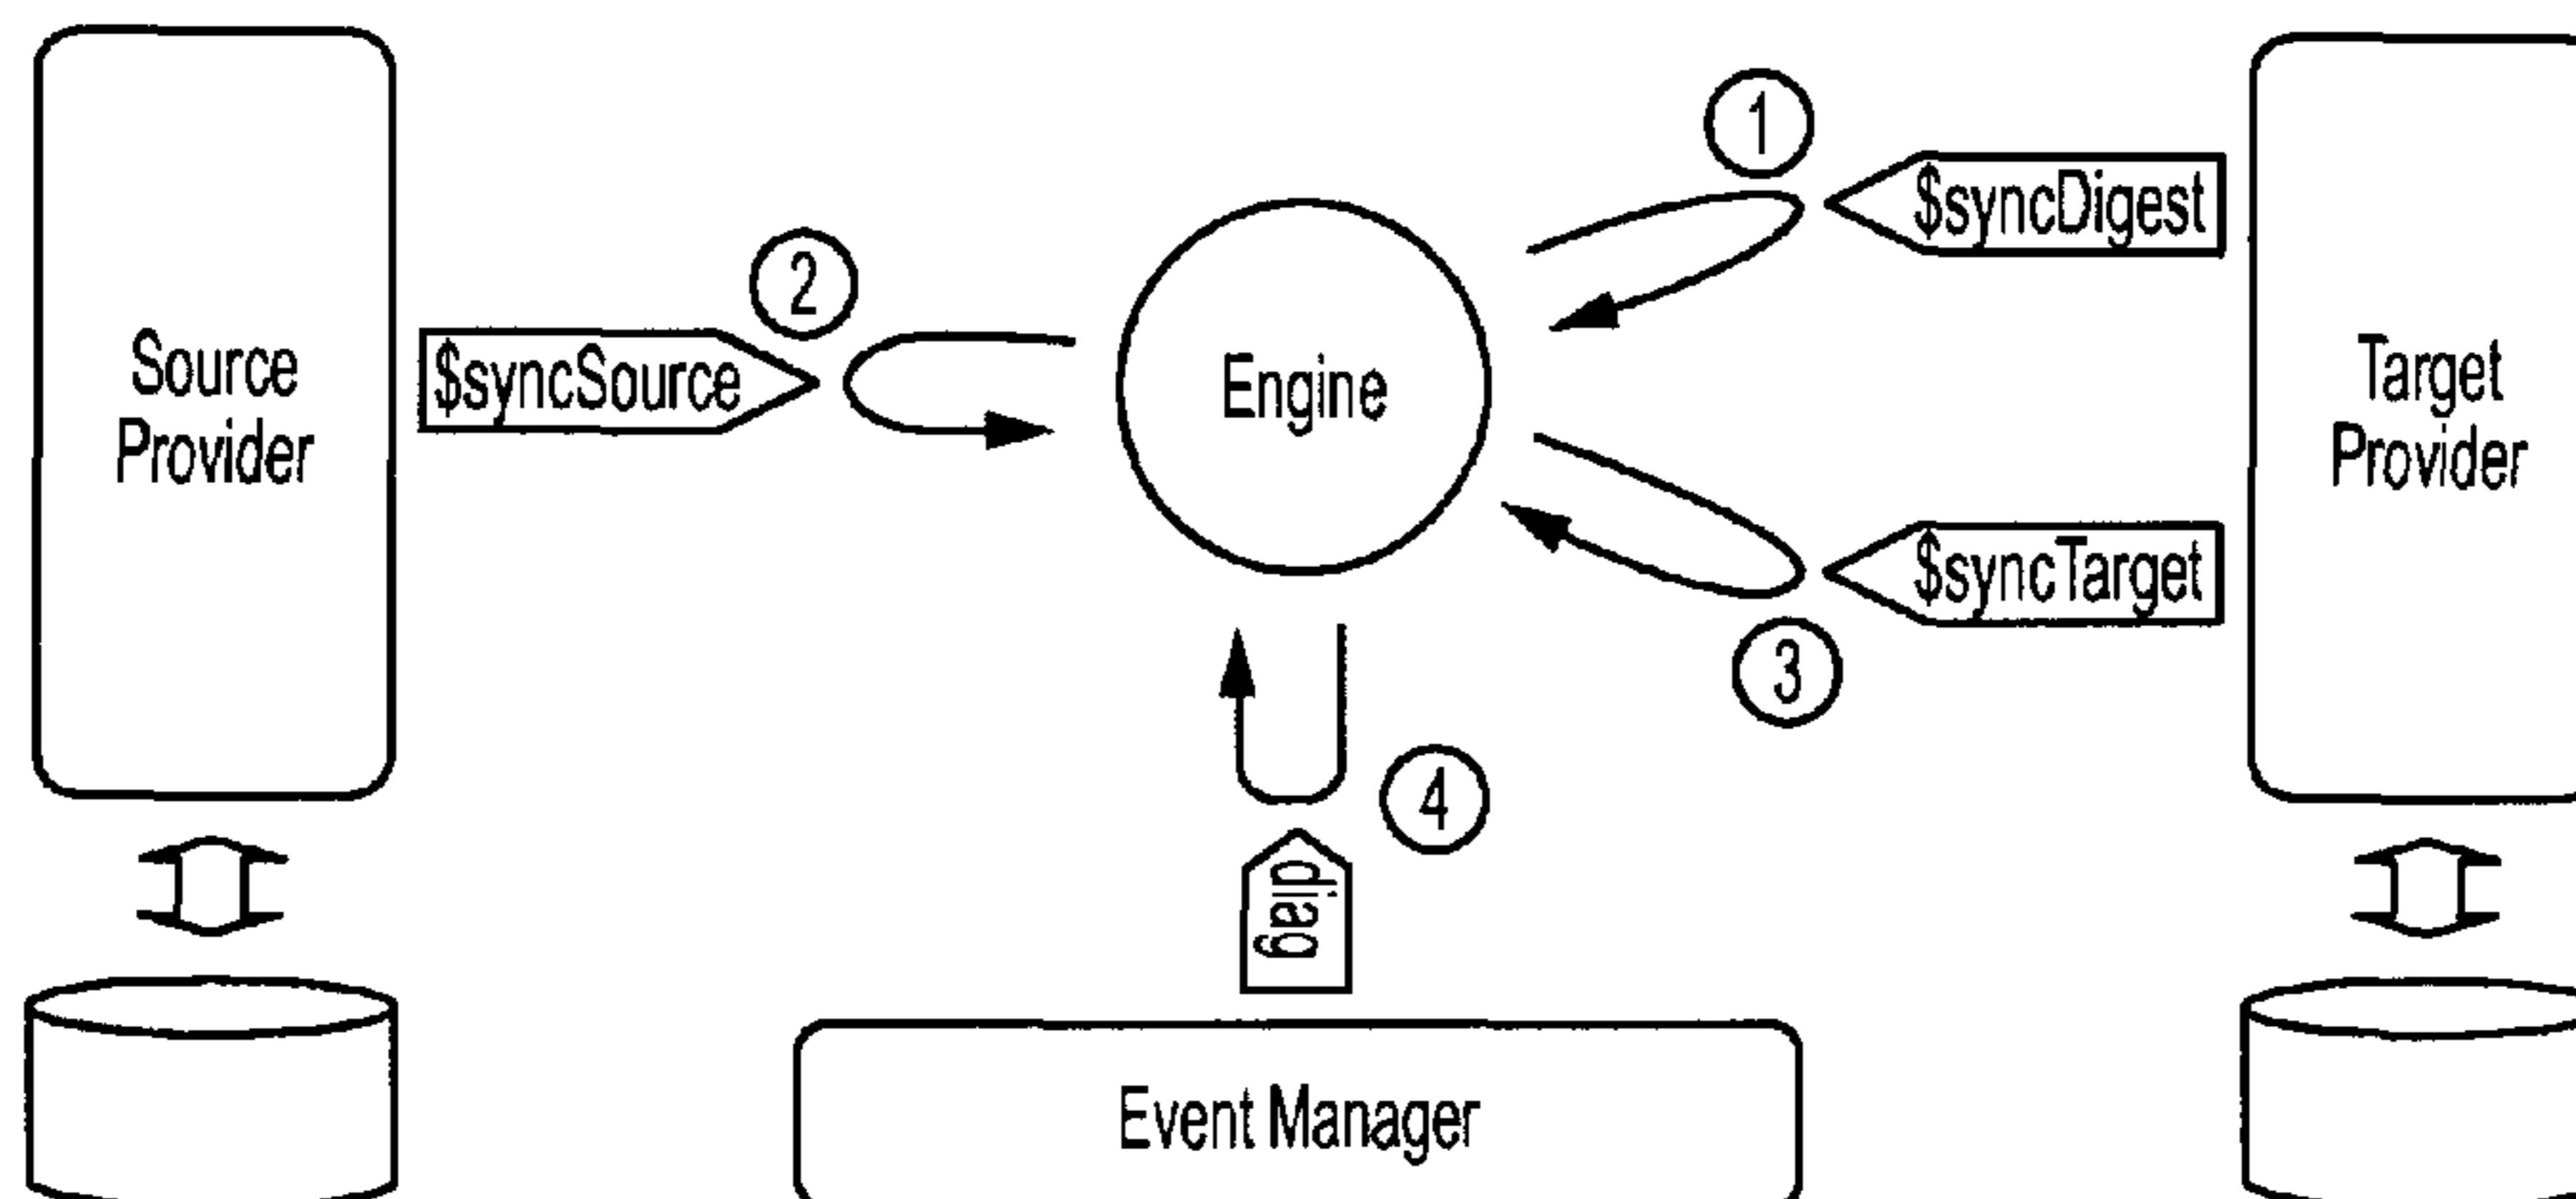 1
$syncDigest
2
Source
Provider
$syncSource
Engine
Target
Provider
$syncTarget
3
4
diag
Event Manager